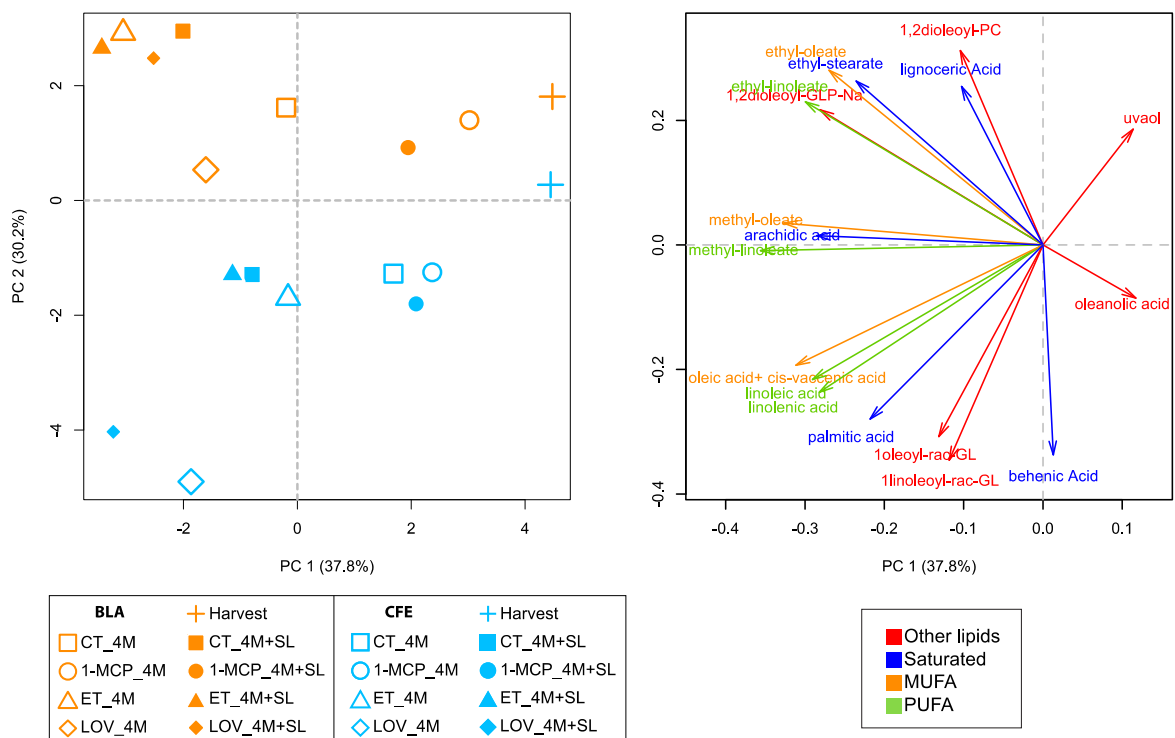 2
0
-2
-4
PC 2 (30.2%)
-2
0
2
4
PC 1 (37.8%)
0.2
0.0
-0.2
-0.4
1,2dioleoyl-PC
ethyl-oleate
ethyl-stearate
lignoceric Acid
ethyl-linoleate
1,2dioleoyl-GLP-Na
uvaol
methyl-oleate
arachidic acid
methyl-linoleate
oleanolic acid
oleic acid+ cis-vaccenic acid
linoleic acid
linolenic acid
palmitic acid
1oleoyl-rac-GL
1linoleoyl-rac-GL
behenic Acid
-0.4
-0.3
-0.2
-0.1
0.0
0.1
PC 1 (37.8%)
BLA
Harvest
CT_4M
CT_4M+SL
1-MCP_4M
1-MCP_4M+SL
ET_4M
ET_4M+SL
LOV_4M
LOV_4M+SL
CFE
Harvest
CT_4M
CT_4M+SL
1-MCP_4M
1-MCP_4M+SL
ET_4M
ET_4M+SL
LOV_4M
LOV_4M+SL
Other lipids
Saturated
MUFA
PUFA